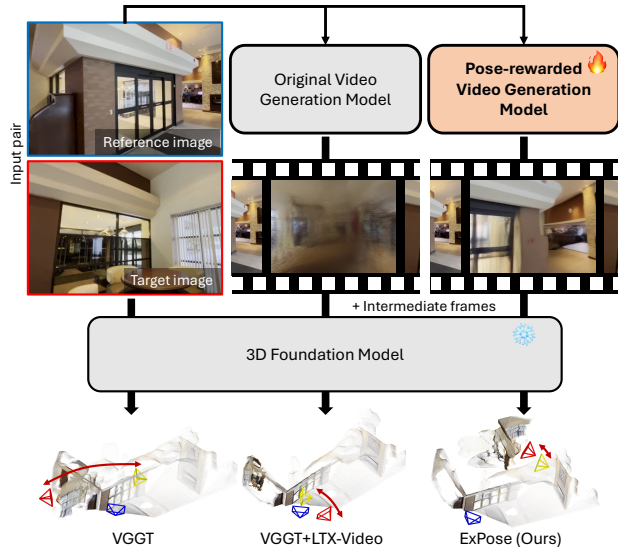 Input pair
Reference image
Target image
Original Video
Generation Model
Pose-rewarded
Video Generation
Model
+ Intermediate frames
3D Foundation Model
VGGT
VGGT+LTX-Video
ExPose (Ours)